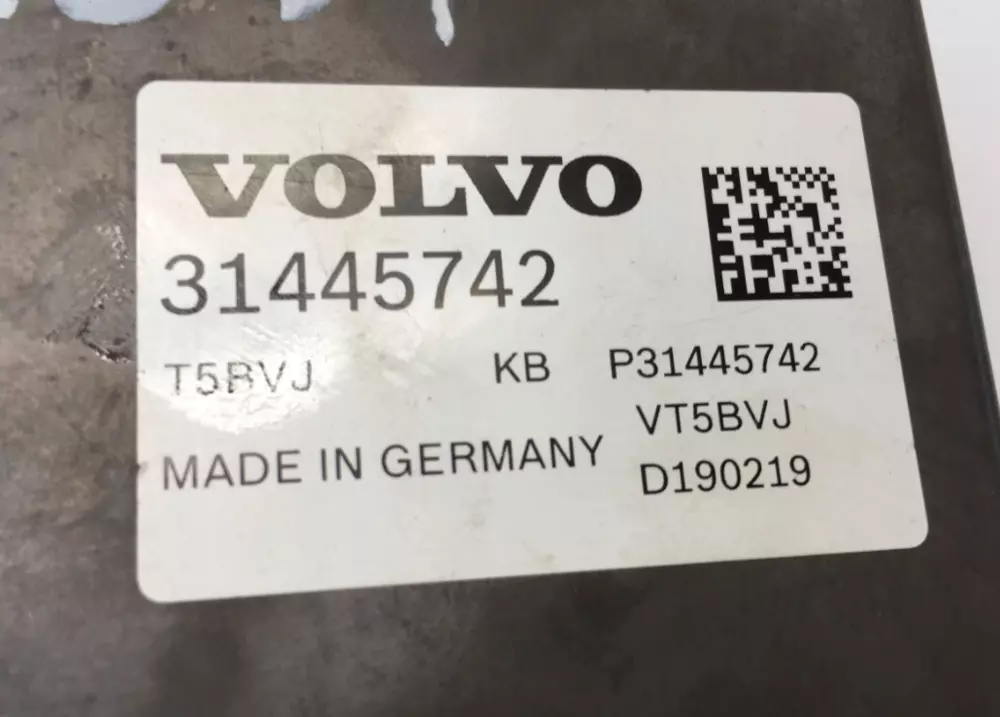 VOLVO
31445742
T5BVJ KB P31445742
VT5BVJ
MADE IN GERMANY
D190219